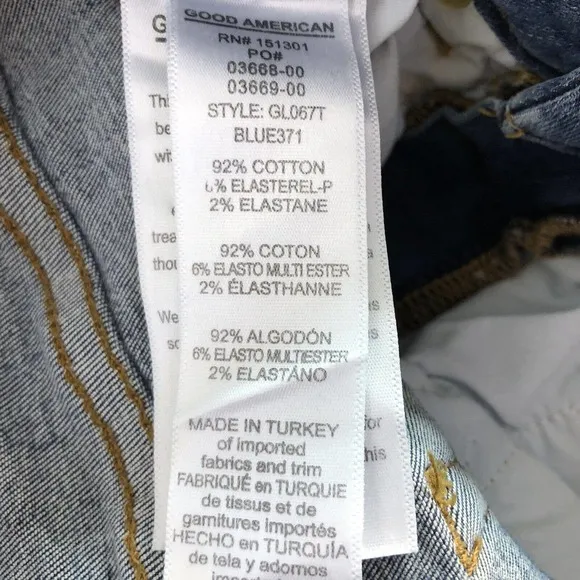 GOOD AMERICAN
RN# 151301
PO#
03668-00
03669-00
STYLE: GL067T
BLUE371
92% COTTON
6% ELASTEREL-P
2% ELASTANE
92% COTON
6% ELASTO MULTI ESTER
2% ÉLASTHANNE
92% ALGODÓN
6% ELASTO MULTIESTER
2% ELASTÁNO
MADE IN TURKEY
of imported
fabrics and trim
FABRIQUÉ en TURQUIE
de tissus et de
garnitures importés
HECHO en TURQUÍA
de tela y adornos